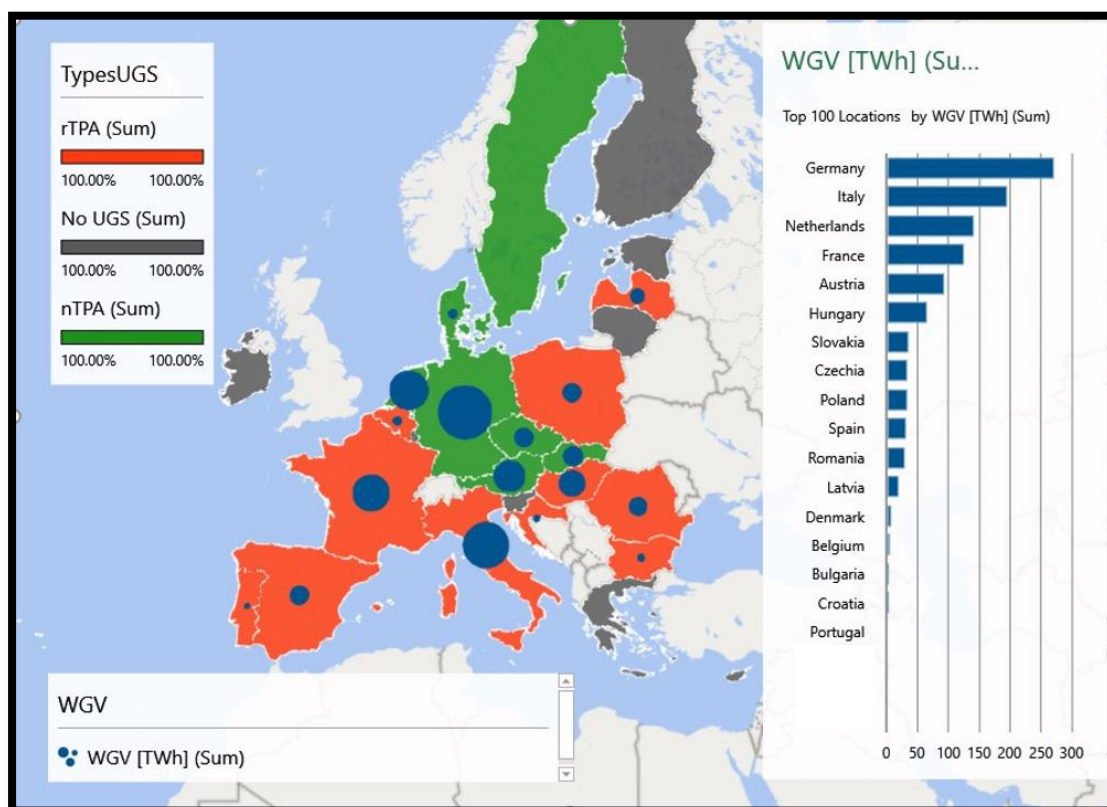 TypesUGS
rTPA (Sum)
100.00% 100.00%
No UGS (Sum)
100.00% 100.00%
nTPA (Sum)
100.00% 100.00%
WGV
WGV [TWh] (Sum)
WGV [TWh] (Su...
Top 100 Locations by WGV [TWh] (Sum)
Germany
Italy
Netherlands
France
Austria
Hungary
Slovakia
Czechia
Poland
Spain
Romania
Latvia
Denmark
Belgium
Bulgaria
Croatia
Portugal
0 50 100 150 200 250 300